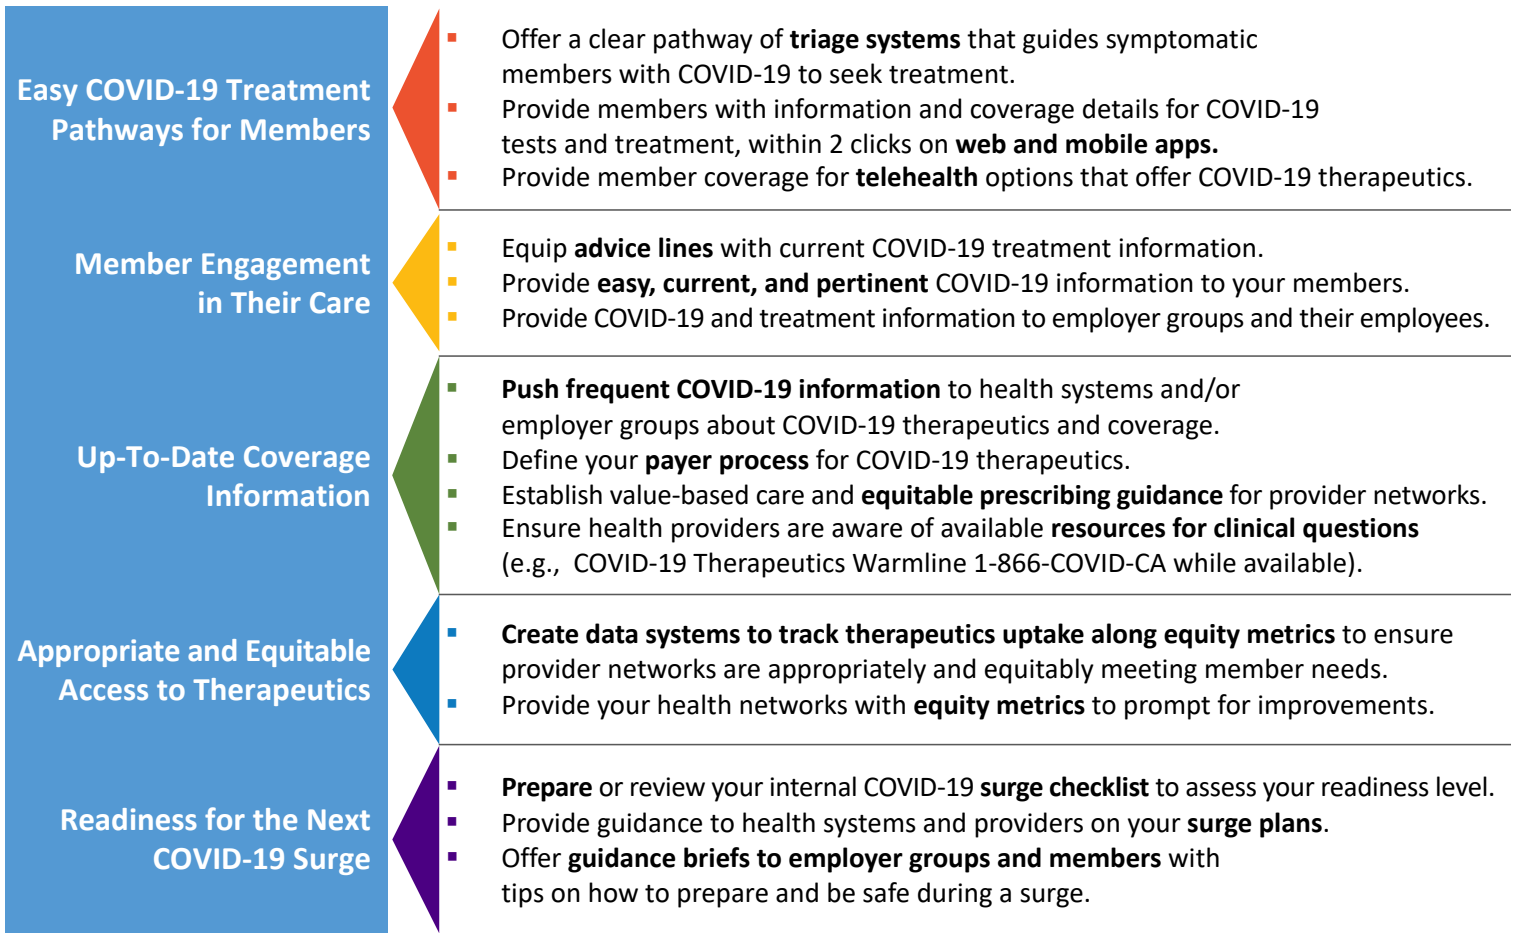 Easy COVID-19 Treatment
Pathways for Members
▪ Offer a clear pathway of triage systems that guides symptomatic
members with COVID-19 to seek treatment.
▪ Provide members with information and coverage details for COVID-19
tests and treatment, within 2 clicks on web and mobile apps.
▪ Provide member coverage for telehealth options that offer COVID-19 therapeutics.
Member Engagement
in Their Care
▪ Equip advice lines with current COVID-19 treatment information.
▪ Provide easy, current, and pertinent COVID-19 information to your members.
▪ Provide COVID-19 and treatment information to employer groups and their employees.
Up-To-Date Coverage
Information
▪ Push frequent COVID-19 information to health systems and/or
employer groups about COVID-19 therapeutics and coverage.
▪ Define your payer process for COVID-19 therapeutics.
▪ Establish value-based care and equitable prescribing guidance for provider networks.
▪ Ensure health providers are aware of available resources for clinical questions
(e.g., COVID-19 Therapeutics Warmline 1-866-COVID-CA while available).
Appropriate and Equitable
Access to Therapeutics
▪ Create data systems to track therapeutics uptake along equity metrics to ensure
provider networks are appropriately and equitably meeting member needs.
▪ Provide your health networks with equity metrics to prompt for improvements.
Readiness for the Next
COVID-19 Surge
▪ Prepare or review your internal COVID-19 surge checklist to assess your readiness level.
▪ Provide guidance to health systems and providers on your surge plans.
▪ Offer guidance briefs to employer groups and members with
tips on how to prepare and be safe during a surge.